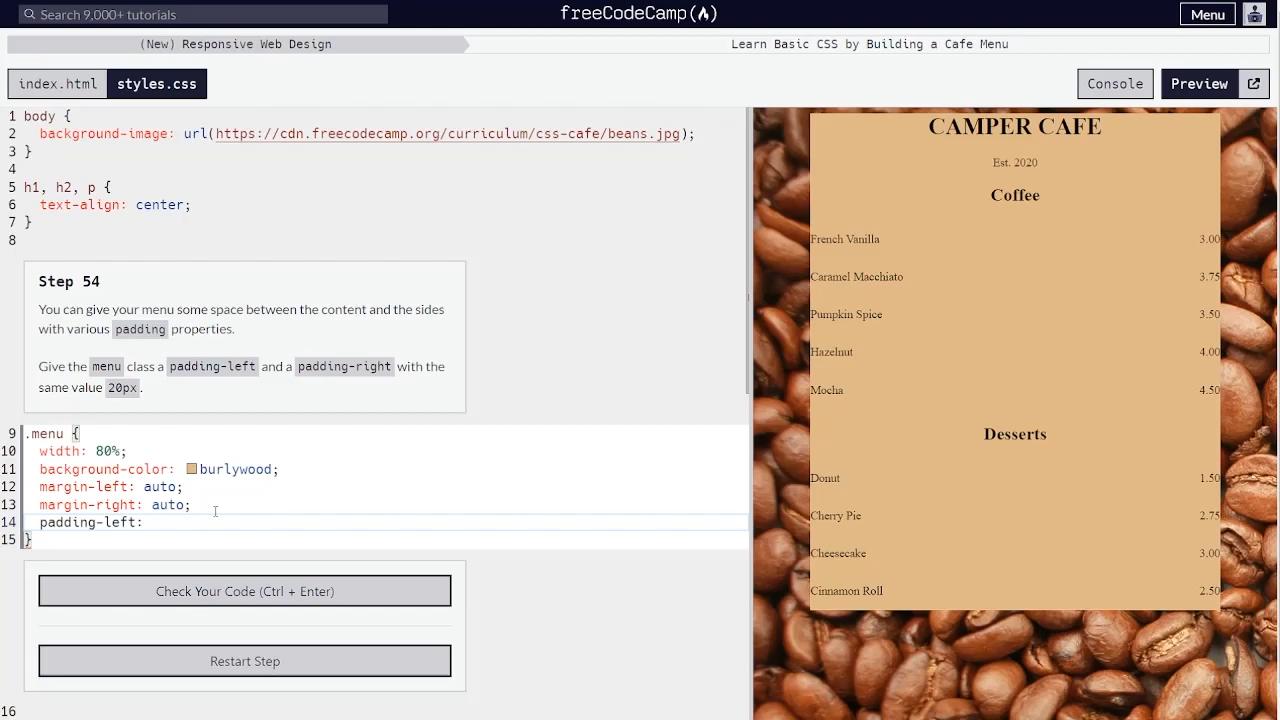 Search 9,000+ tutorials
freeCodeCamp
Menu
(New) Responsive Web Design
Learn Basic CSS by Building a Cafe Menu
index.html
styles.css
Console
Preview
1 body {
2 background-image: url(https://cdn.freecodecamp.org/curriculum/css-cafe/beans.jpg);
3 }
4
5 h1, h2, p {
6 text-align: center;
7 }
8
Step 54
You can give your menu some space between the content and the sides
with various padding properties.
Give the menu class a padding-left and a padding-right with the
same value 20px.
9 .menu {
10 width: 80%;
11 background-color: burlywood;
12 margin-left: auto;
13 margin-right: auto;
14 padding-left:
15 }
Check Your Code (Ctrl + Enter)
Restart Step
16
CAMPER CAFE
Est. 2020
Coffee
French Vanilla 3.00
Caramel Macchiato 3.75
Pumpkin Spice 3.50
Hazelnut 4.00
Mocha 4.50
Desserts
Donut 1.50
Cherry Pie 2.75
Cheesecake 3.00
Cinnamon Roll 2.50